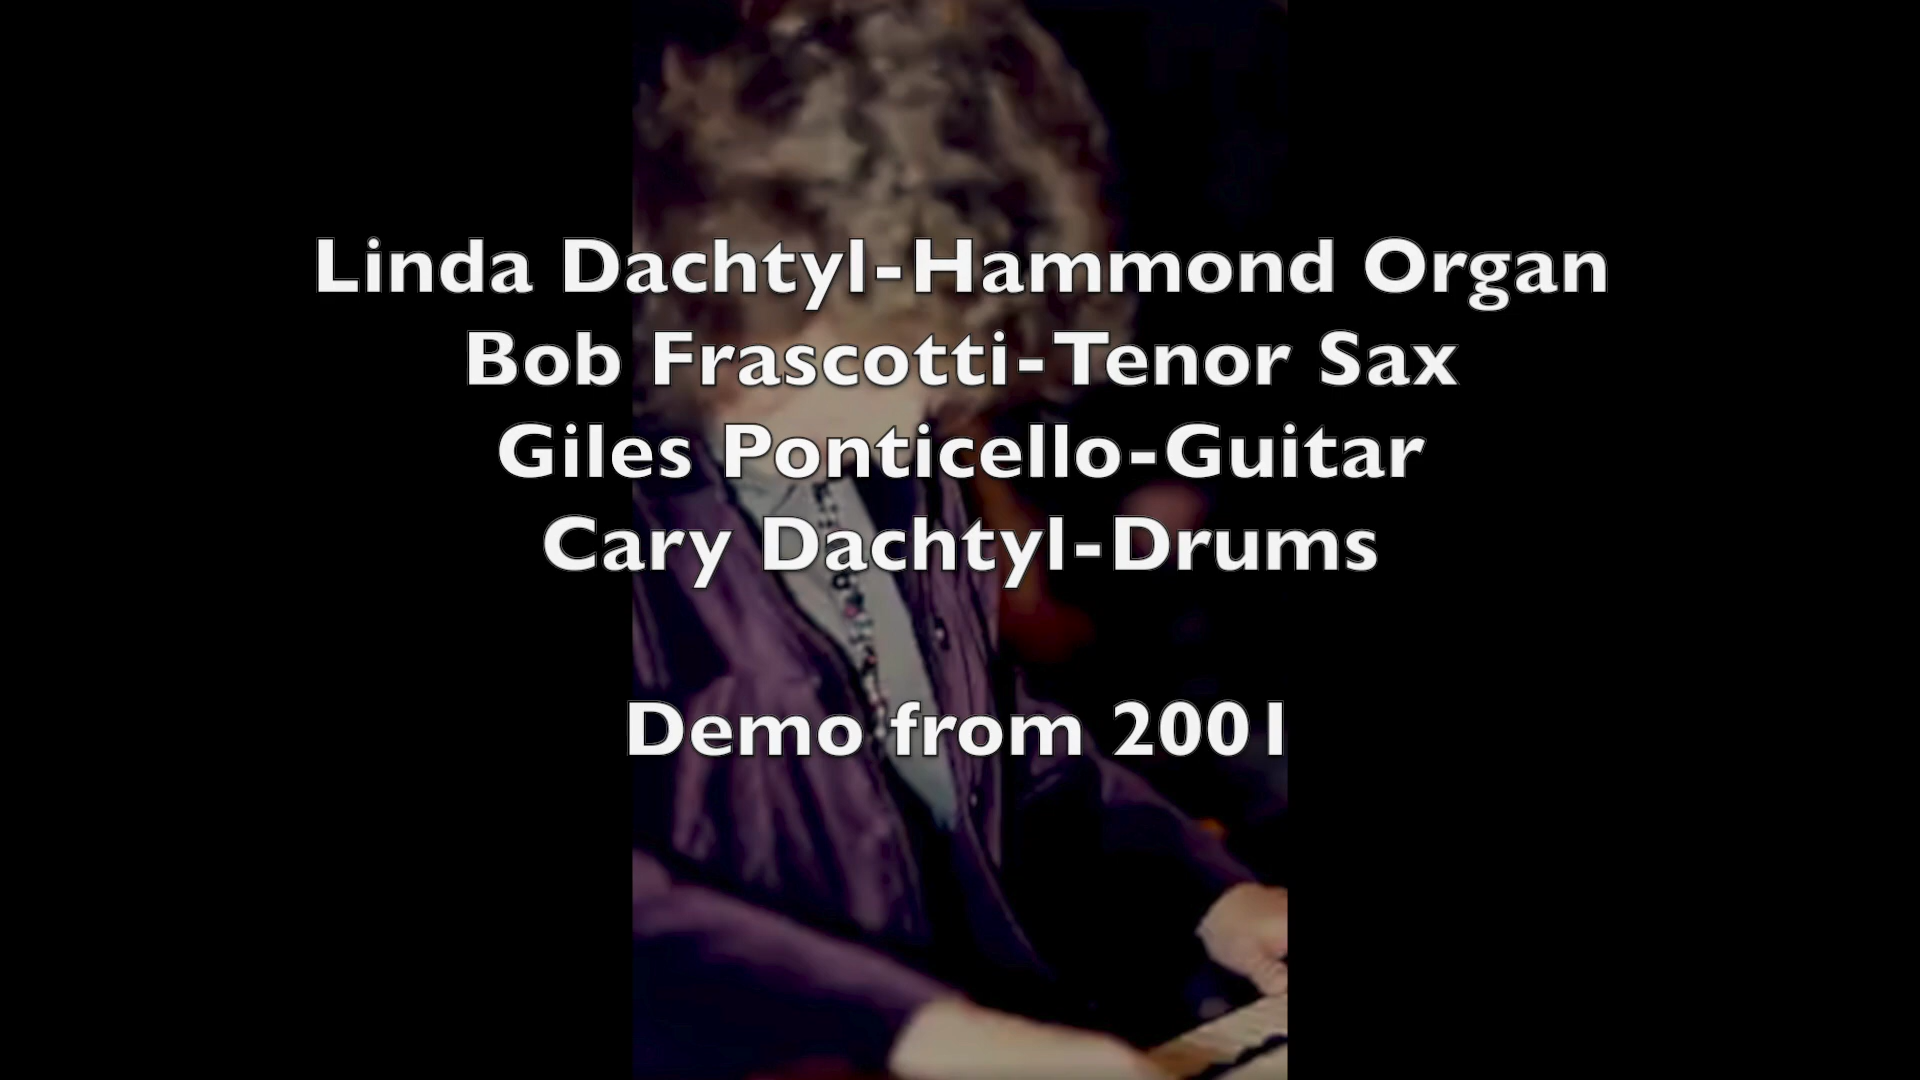 Linda Dachtyl-Hammond Organ
Bob Frascotti-Tenor Sax
Giles Ponticello-Guitar
Cary Dachtyl-Drums
Demo from 2001